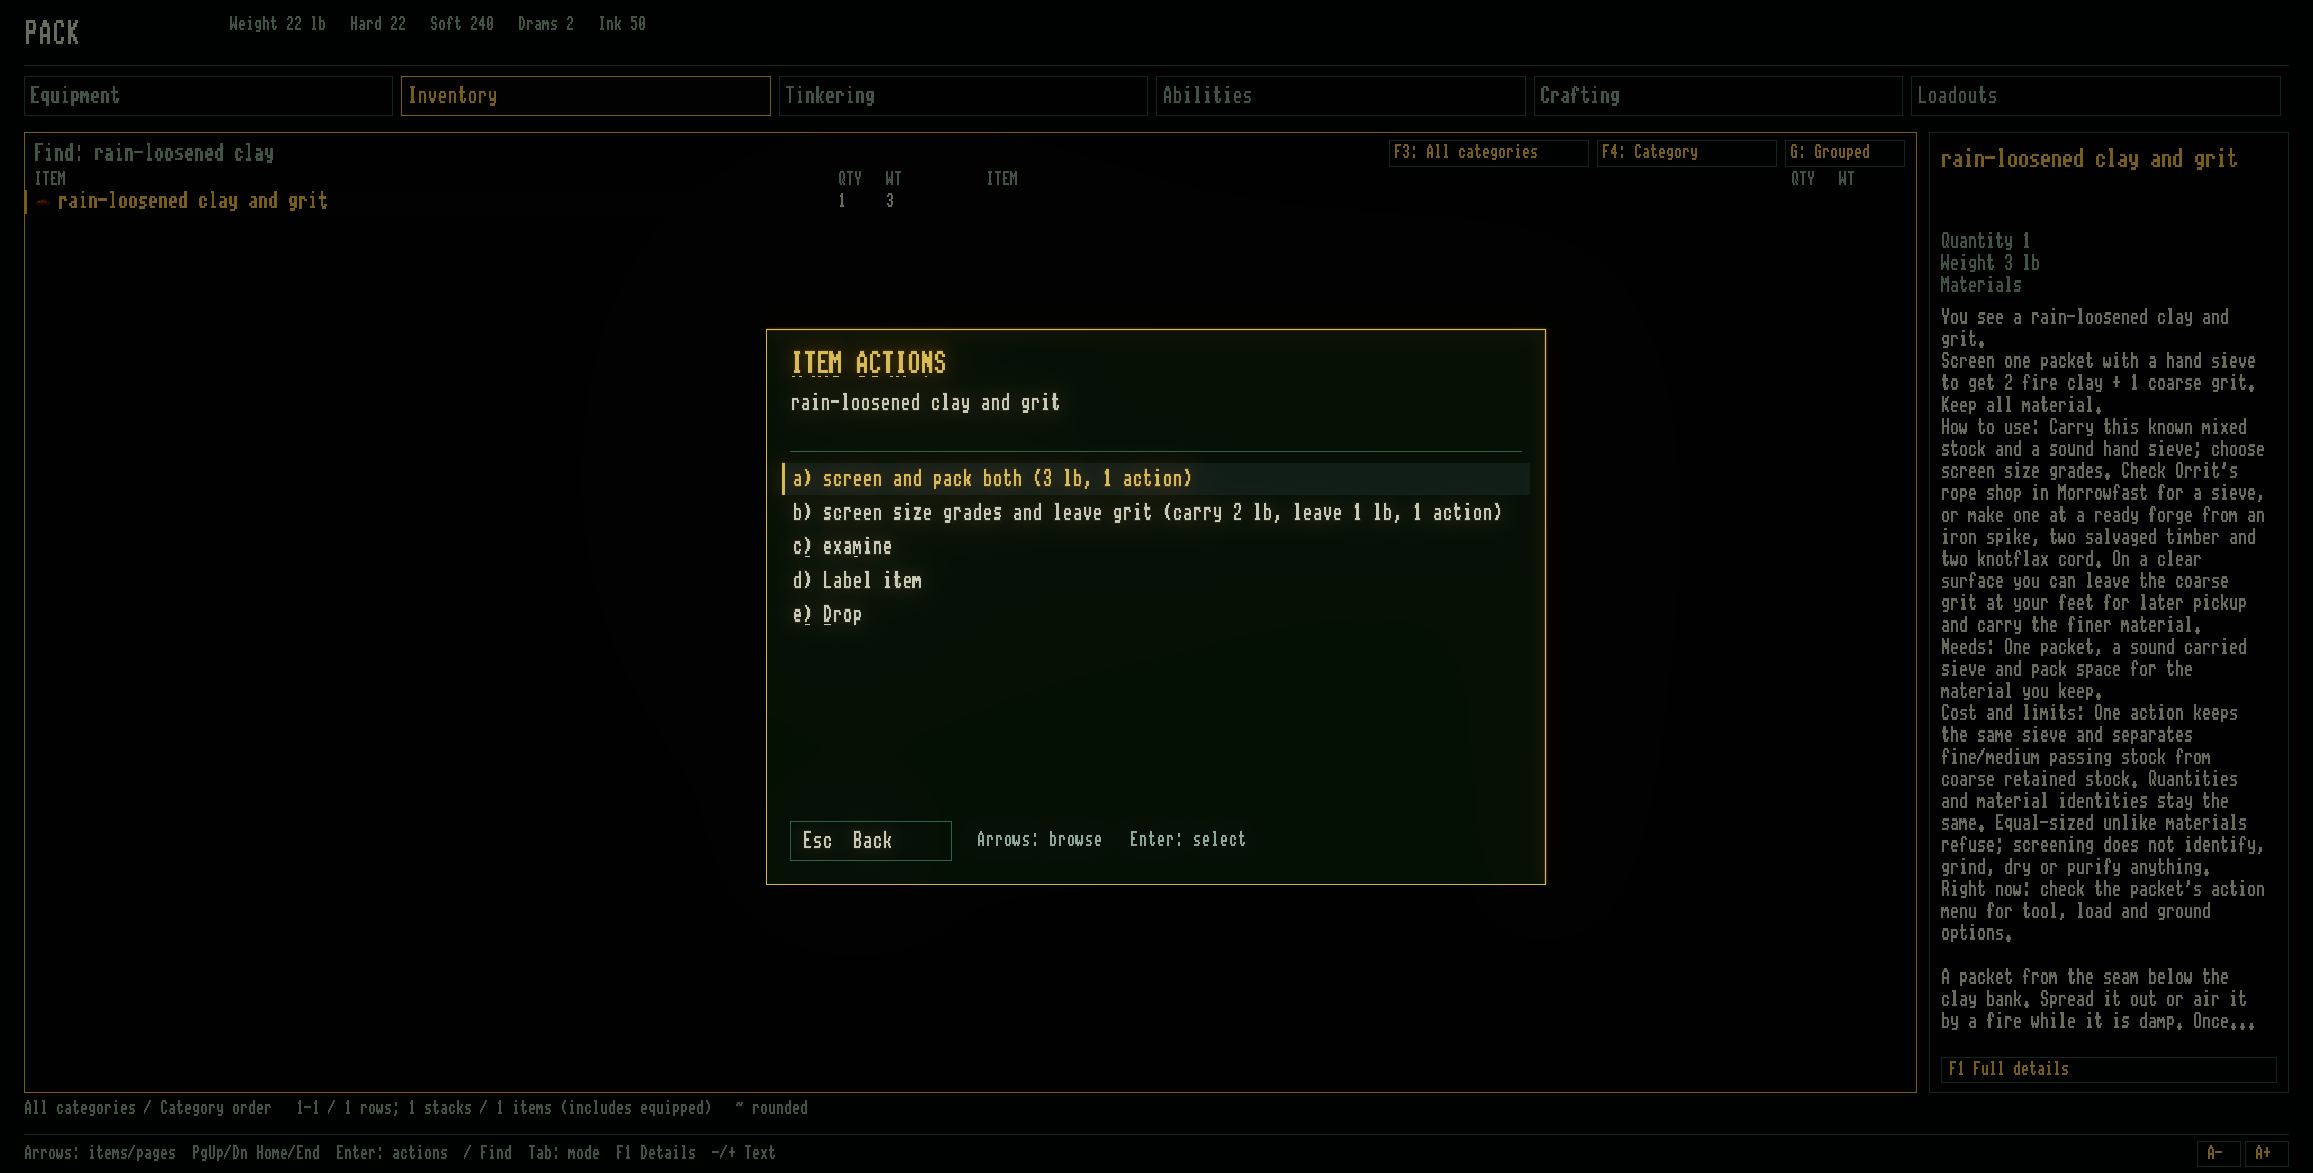 PACK
Weight 22 lb Hard 22 Soft 240 Drams 2 Ink 50
Equipment Inventory Tinkering Abilities Crafting Loadouts
Find: rain-loosened clay
F3: All categories F4: Category G: Grouped
ITEM QTY WT ITEM QTY WT
rain-loosened clay and grit 1 3
ITEM ACTIONS
rain-loosened clay and grit
a) screen and pack both (3 lb, 1 action)
b) screen size grades and leave grit (carry 2 lb, leave 1 lb, 1 action)
c) examine
d) Label item
e) Drop
Esc Back Arrows: browse Enter: select
rain-loosened clay and grit
Quantity 1
Weight 3 lb
Materials
You see a rain-loosened clay and
grit.
Screen one packet with a hand sieve
to get 2 fire clay + 1 coarse grit.
Keep all material.
How to use: Carry this known mixed
stock and a sound hand sieve; choose
screen size grades. Check Orrit's
rope shop in Morrowfast for a sieve,
or make one at a ready forge from an
iron spike, two salvaged timber and
two knotflax cord. On a clear
surface you can leave the coarse
grit at your feet for later pickup
and carry the finer material.
Needs: One packet, a sound carried
sieve and pack space for the
material you keep.
Cost and limits: One action keeps
the same sieve and separates
fine/medium passing stock from
coarse retained stock. Quantities
and material identities stay the
same. Equal-sized unlike materials
refuse; screening does not identify,
grind, dry or purify anything.
Right now: check the packet's action
menu for tool, load and ground
options.
A packet from the seam below the
clay bank. Spread it out or air it
by a fire while it is damp. Once...
F1 Full details
All categories / Category order 1-1 / 1 rows; 1 stacks / 1 items (includes equipped) ~ rounded
Arrows: items/pages PgUp/Dn Home/End Enter: actions / Find Tab: mode F1 Details -/+ Text
A- A+